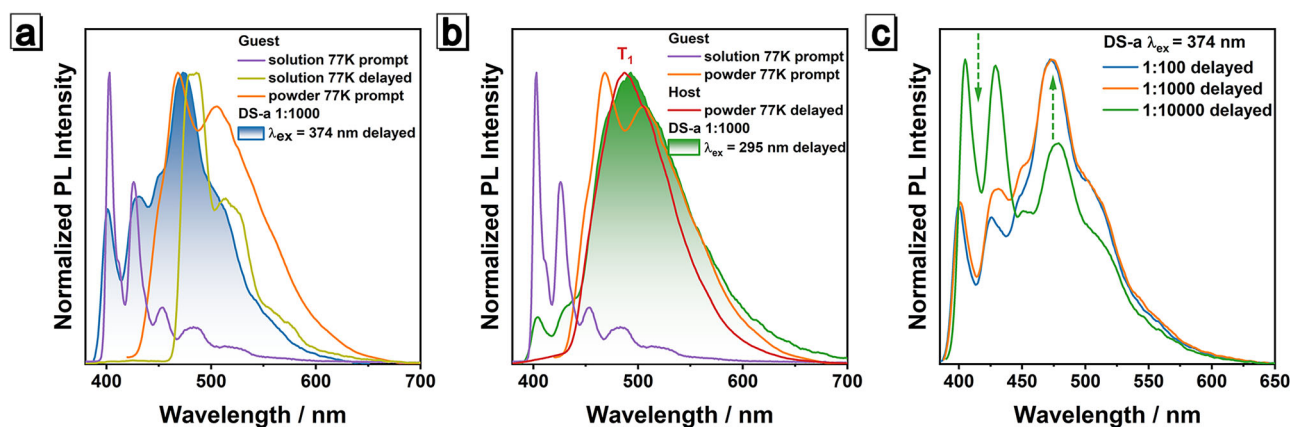 a
Normalized PL Intensity
Guest
solution 77K prompt
solution 77K delayed
powder 77K prompt
DS-a 1:1000
λex = 374 nm delayed
400 500 600 700
Wavelength / nm
b
Normalized PL Intensity
T1
Guest
solution 77K prompt
powder 77K prompt
Host
powder 77K delayed
DS-a 1:1000
λex = 295 nm delayed
400 500 600 700
Wavelength / nm
c
Normalized PL Intensity
DS-a λex = 374 nm
1:100 delayed
1:1000 delayed
1:10000 delayed
400 450 500 550 600 650
Wavelength / nm